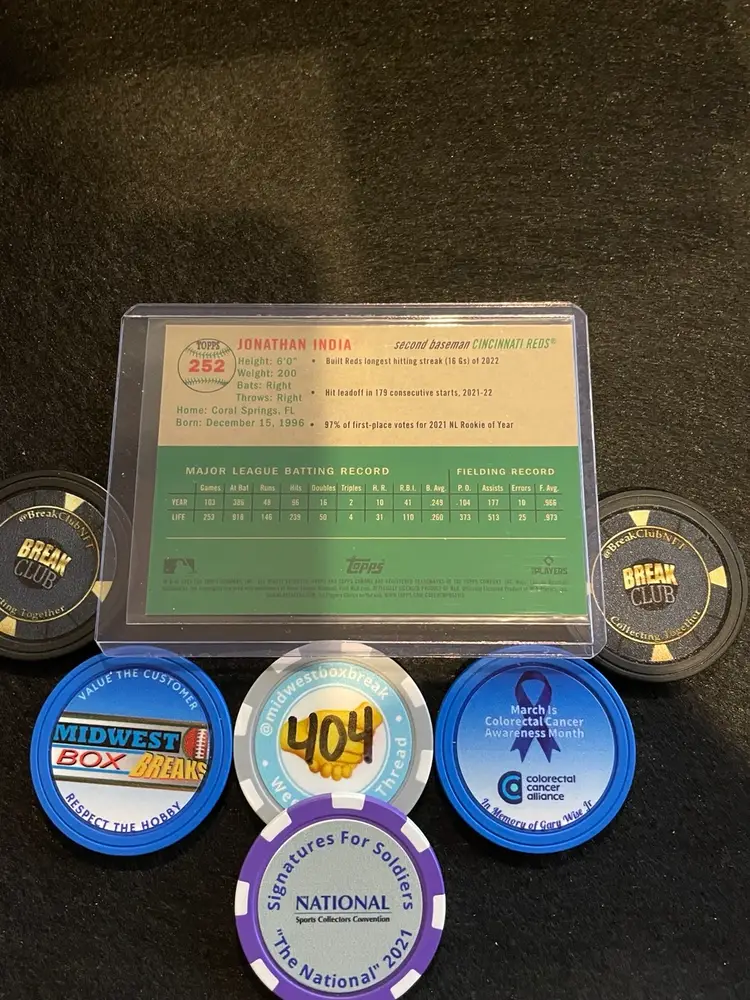 TOPPS
252
JONATHAN INDIA
second baseman CINCINNATI REDS®
Height: 6'0"
Weight: 200
Bats: Right
Throws: Right
Home: Coral Springs, FL
Born: December 15, 1996
• Built Reds longest hitting streak (16 Gs) of 2022
• Hit leadoff in 179 consecutive starts, 2021-22
• 97% of first-place votes for 2021 NL Rookie of Year
MAJOR LEAGUE BATTING RECORD FIELDING RECORD
Games At Bat Runs Hits Doubles Triples H.R. R.B.I. B. Avg. P.O. Assists Errors F. Avg.
YEAR 103 386 48 96 16 2 10 41 .249 .104 177 10 .966
LIFE 253 918 146 239 50 4 31 110 .260 373 513 25 .973
Topps
PLAYERS
@BreakClubNET
BREAK
CLUB
Together
@BreakClubNET
BREAK
CLUB
Collecting Together
VALUE THE CUSTOMER
MIDWEST
BOX BREAKS
RESPECT THE HOBBY
@midwestboxbreak
404
Thread
March Is
Colorectal Cancer
Awareness Month
colorectal
cancer
alliance
In Memory of Gary Wise Jr
Signatures For Soldiers
NATIONAL
Sports Collectors Convention
"The National" 2021